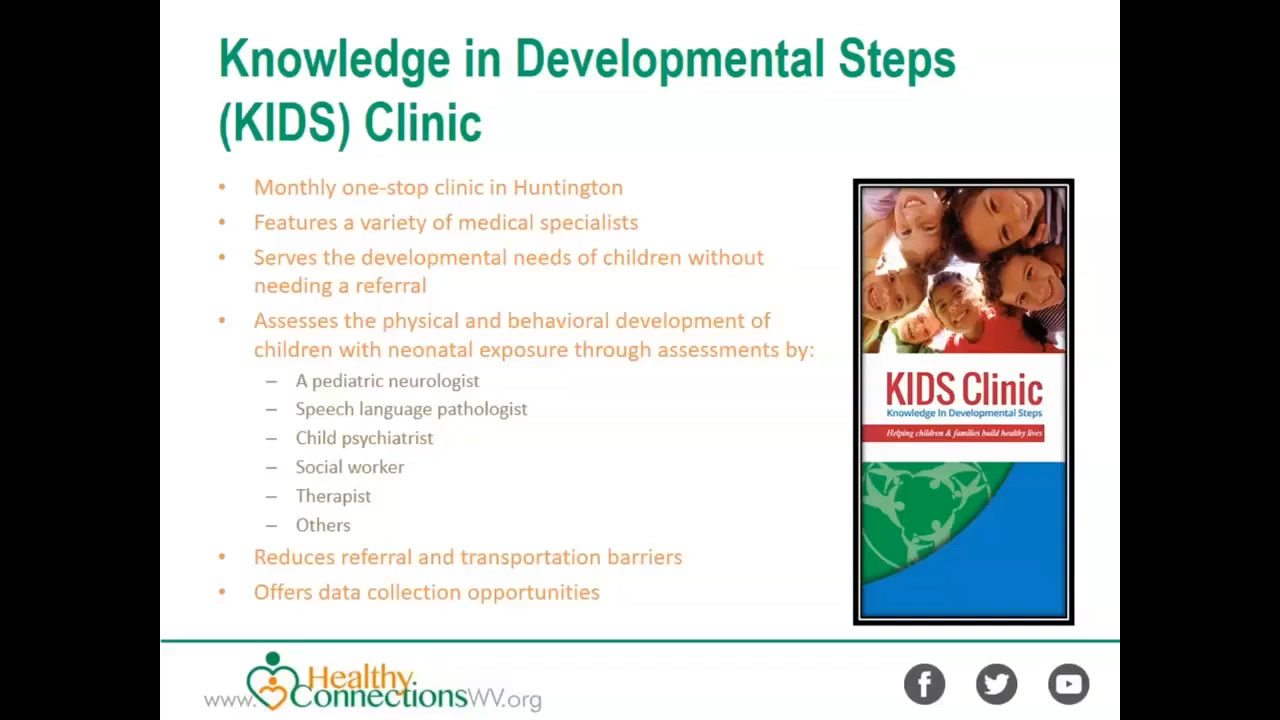 Knowledge in Developmental Steps
(KIDS) Clinic
• Monthly one-stop clinic in Huntington
• Features a variety of medical specialists
• Serves the developmental needs of children without
needing a referral
• Assesses the physical and behavioral development of
children with neonatal exposure through assessments by:
– A pediatric neurologist
– Speech language pathologist
– Child psychiatrist
– Social worker
– Therapist
– Others
• Reduces referral and transportation barriers
• Offers data collection opportunities
KIDS Clinic
Knowledge In Developmental Steps
Helping children & families build healthy lives
www.HealthyConnectionsWV.org